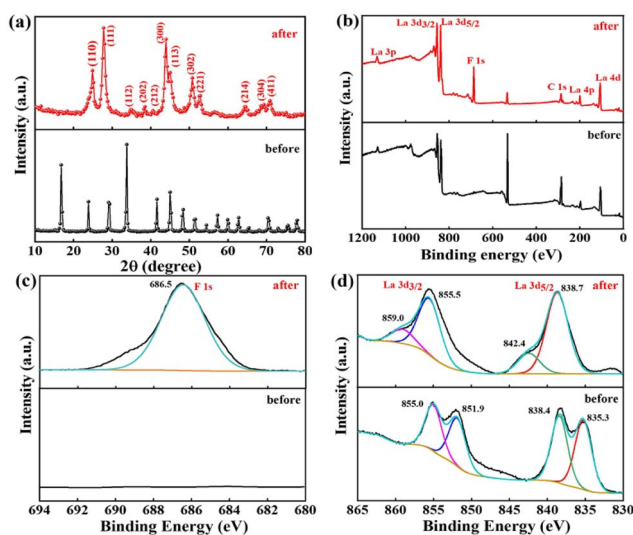 (a)
after
(110)
(111)
(112)
(202)
(212)
(300)
(113)
(302)
(221)
(214)
(304)
(411)
before
Intensity (a.u.)
10 20 30 40 50 60 70 80
2θ (degree)
(b)
La 3d3/2
La 3d5/2
after
La 3p
F 1s
C 1s
La 4p
La 4d
before
Intensity (a.u.)
1200 1000 800 600 400 200 0
Binding energy (eV)
(c)
686.5
F 1s
after
before
Intensity (a.u.)
694 692 690 688 686 684 682 680
Binding Energy (eV)
(d)
La 3d3/2
La 3d5/2
838.7
after
855.5
859.0
842.4
before
855.0
851.9
838.4
835.3
Intensity (a.u.)
865 860 855 850 845 840 835 830
Binding Energy (eV)